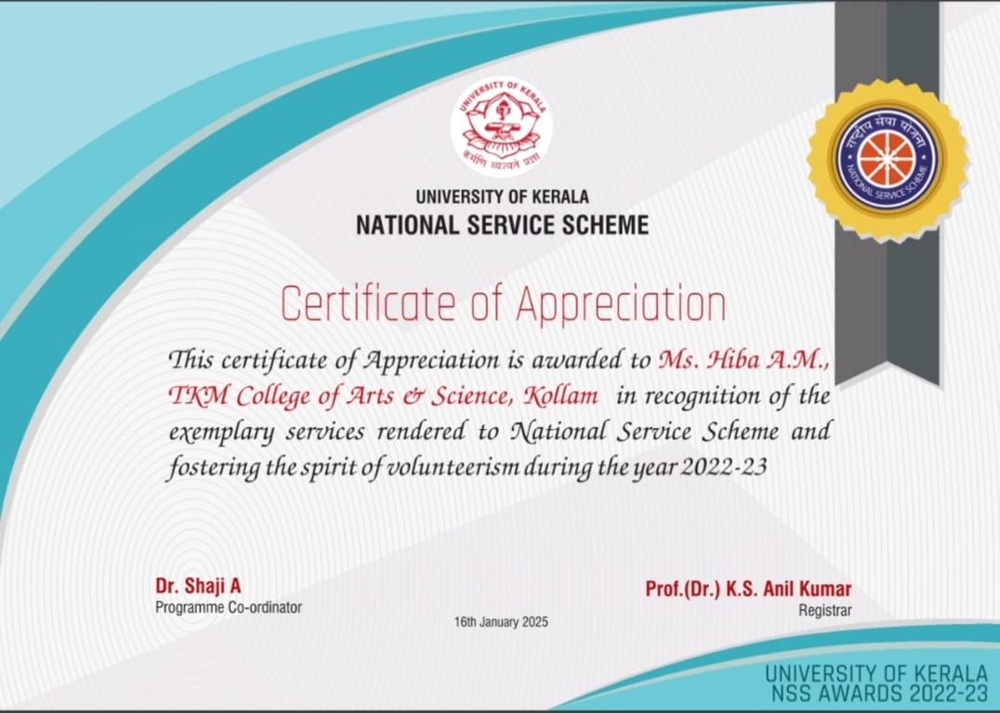 UNIVERSITY OF KERALA
कर्मणि व्यज्यते प्रज्ञा
राष्ट्रीय सेवा योजना
NATIONAL SERVICE SCHEME
UNIVERSITY OF KERALA
NATIONAL SERVICE SCHEME
Certificate of Appreciation
This certificate of Appreciation is awarded to Ms. Hiba A.M.,
TKM College of Arts & Science, Kollam in recognition of the
exemplary services rendered to National Service Scheme and
fostering the spirit of volunteerism during the year 2022-23
Dr. Shaji A
Programme Co-ordinator
Prof.(Dr.) K.S. Anil Kumar
Registrar
16th January 2025
UNIVERSITY OF KERALA
NSS AWARDS 2022-23